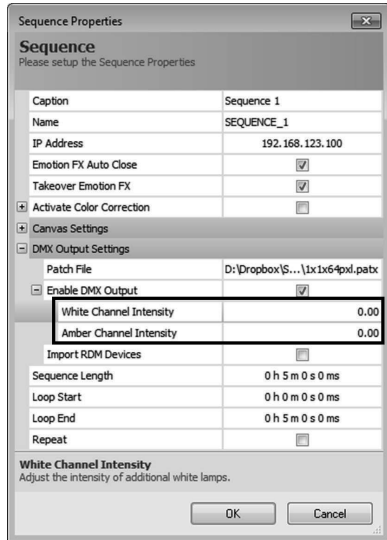 Sequence Properties
Sequence
Please setup the Sequence Properties
Caption Sequence 1
Name SEQUENCE_1
IP Address 192.168.123.100
Emotion FX Auto Close
Takeover Emotion FX
Activate Color Correction
Canvas Settings
DMX Output Settings
Patch File D:\Dropbox\S...\1x1x64pxl.patx
Enable DMX Output
White Channel Intensity 0.00
Amber Channel Intensity 0.00
Import RDM Devices
Sequence Length 0 h 5 m 0 s 0 ms
Loop Start 0 h 0 m 0 s 0 ms
Loop End 0 h 5 m 0 s 0 ms
Repeat
White Channel Intensity
Adjust the intensity of additional white lamps.
OK Cancel